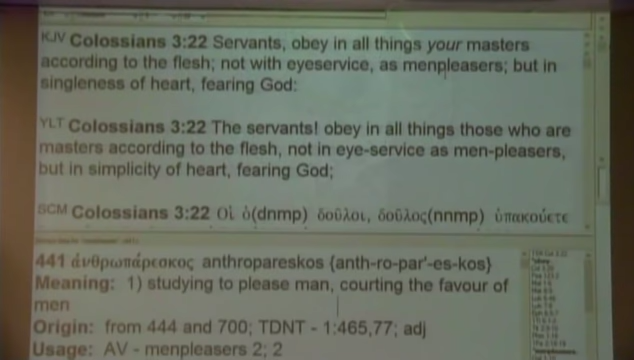 KJV Colossians 3:22 Servants, obey in all things your masters
according to the flesh; not with eyeservice, as menpleasers; but in
singleness of heart, fearing God:
YLT Colossians 3:22 The servants! obey in all things those who are
masters according to the flesh, not in eye-service as men-pleasers,
but in simplicity of heart, fearing God;
SCM Colossians 3:22 Οἱ ὁ(dnmp) δοῦλοι, δοῦλος(nnmp) ὑπακούετε
441 ἀνθρωπάρεσκος anthropareskos {anth-ro-par'-es-kos}
Meaning: 1) studying to please man, courting the favour of
men
Origin: from 444 and 700; TDNT - 1:465,77; adj
Usage: AV - menpleasers 2; 2